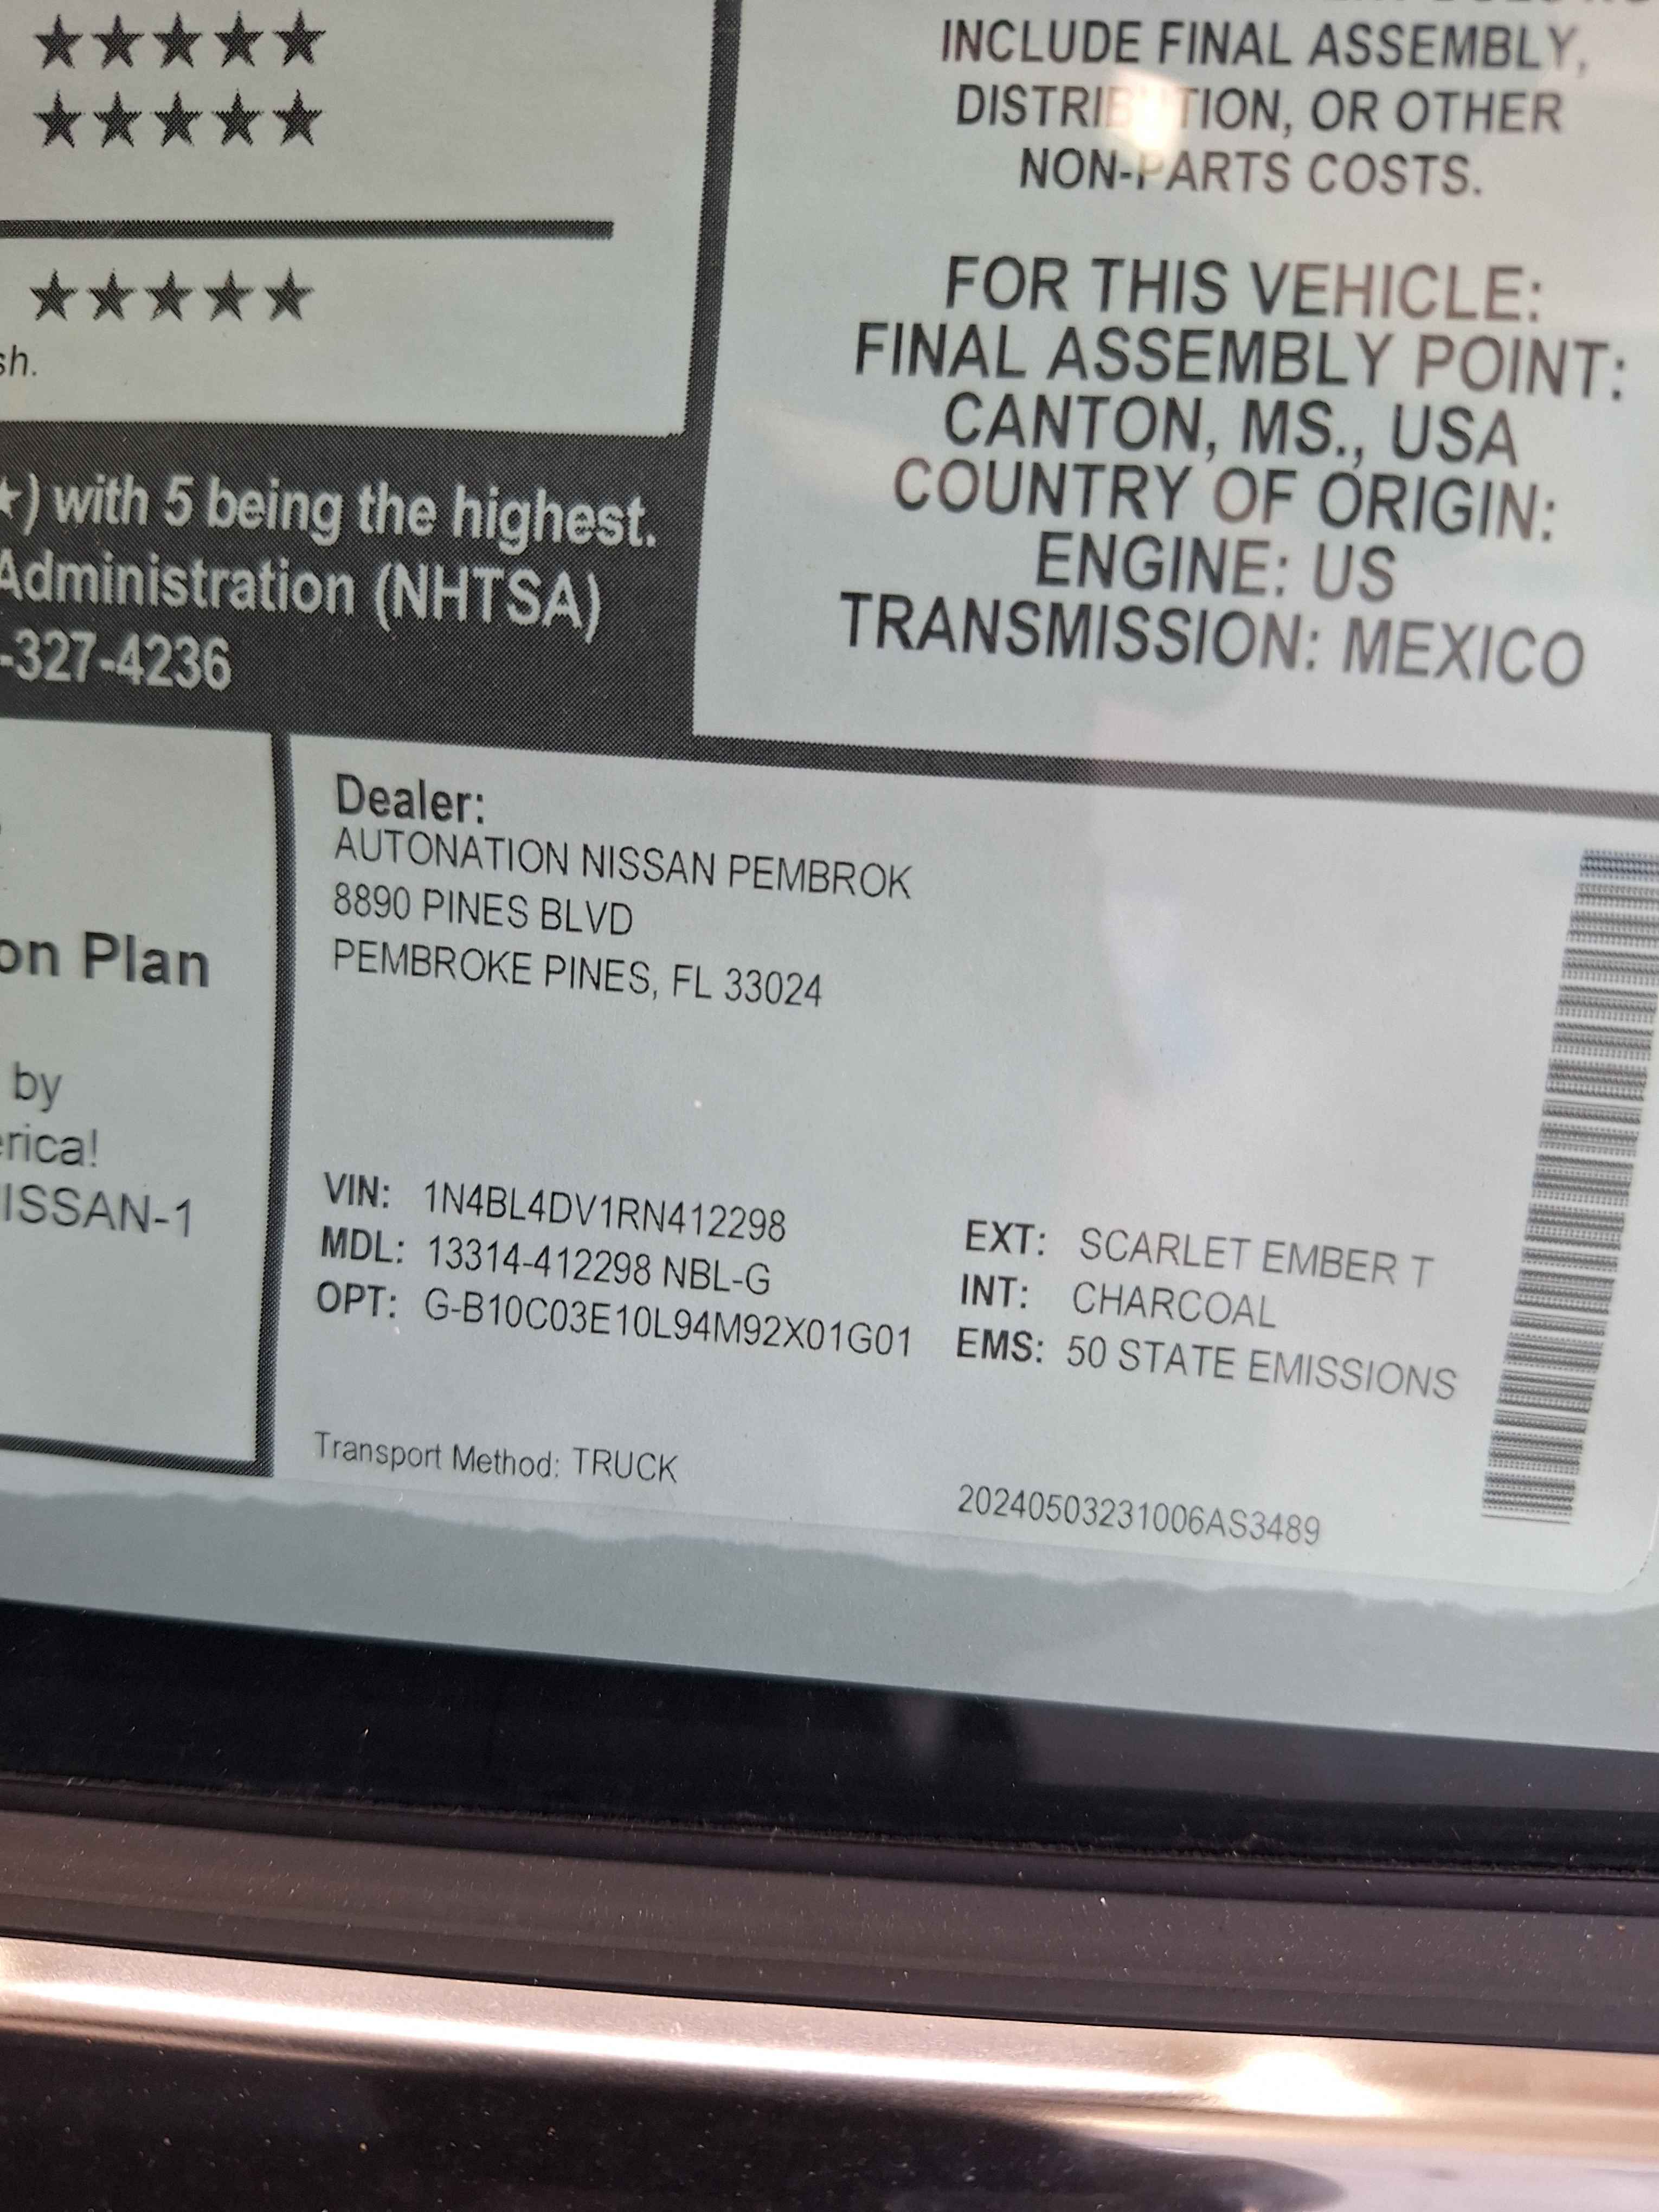 ★★★★★
★★★★★
★★★★★
sh.
★) with 5 being the highest.
Administration (NHTSA)
-327-4236
INCLUDE FINAL ASSEMBLY,
DISTRIBUTION, OR OTHER
NON-PARTS COSTS.
FOR THIS VEHICLE:
FINAL ASSEMBLY POINT:
CANTON, MS., USA
COUNTRY OF ORIGIN:
ENGINE: US
TRANSMISSION: MEXICO
on Plan
by
erica!
ISSAN-1
Dealer:
AUTONATION NISSAN PEMBROK
8890 PINES BLVD
PEMBROKE PINES, FL 33024
VIN: 1N4BL4DV1RN412298
MDL: 13314-412298 NBL-G
OPT: G-B10C03E10L94M92X01G01
EXT: SCARLET EMBER T
INT: CHARCOAL
EMS: 50 STATE EMISSIONS
Transport Method: TRUCK
20240503231006AS3489